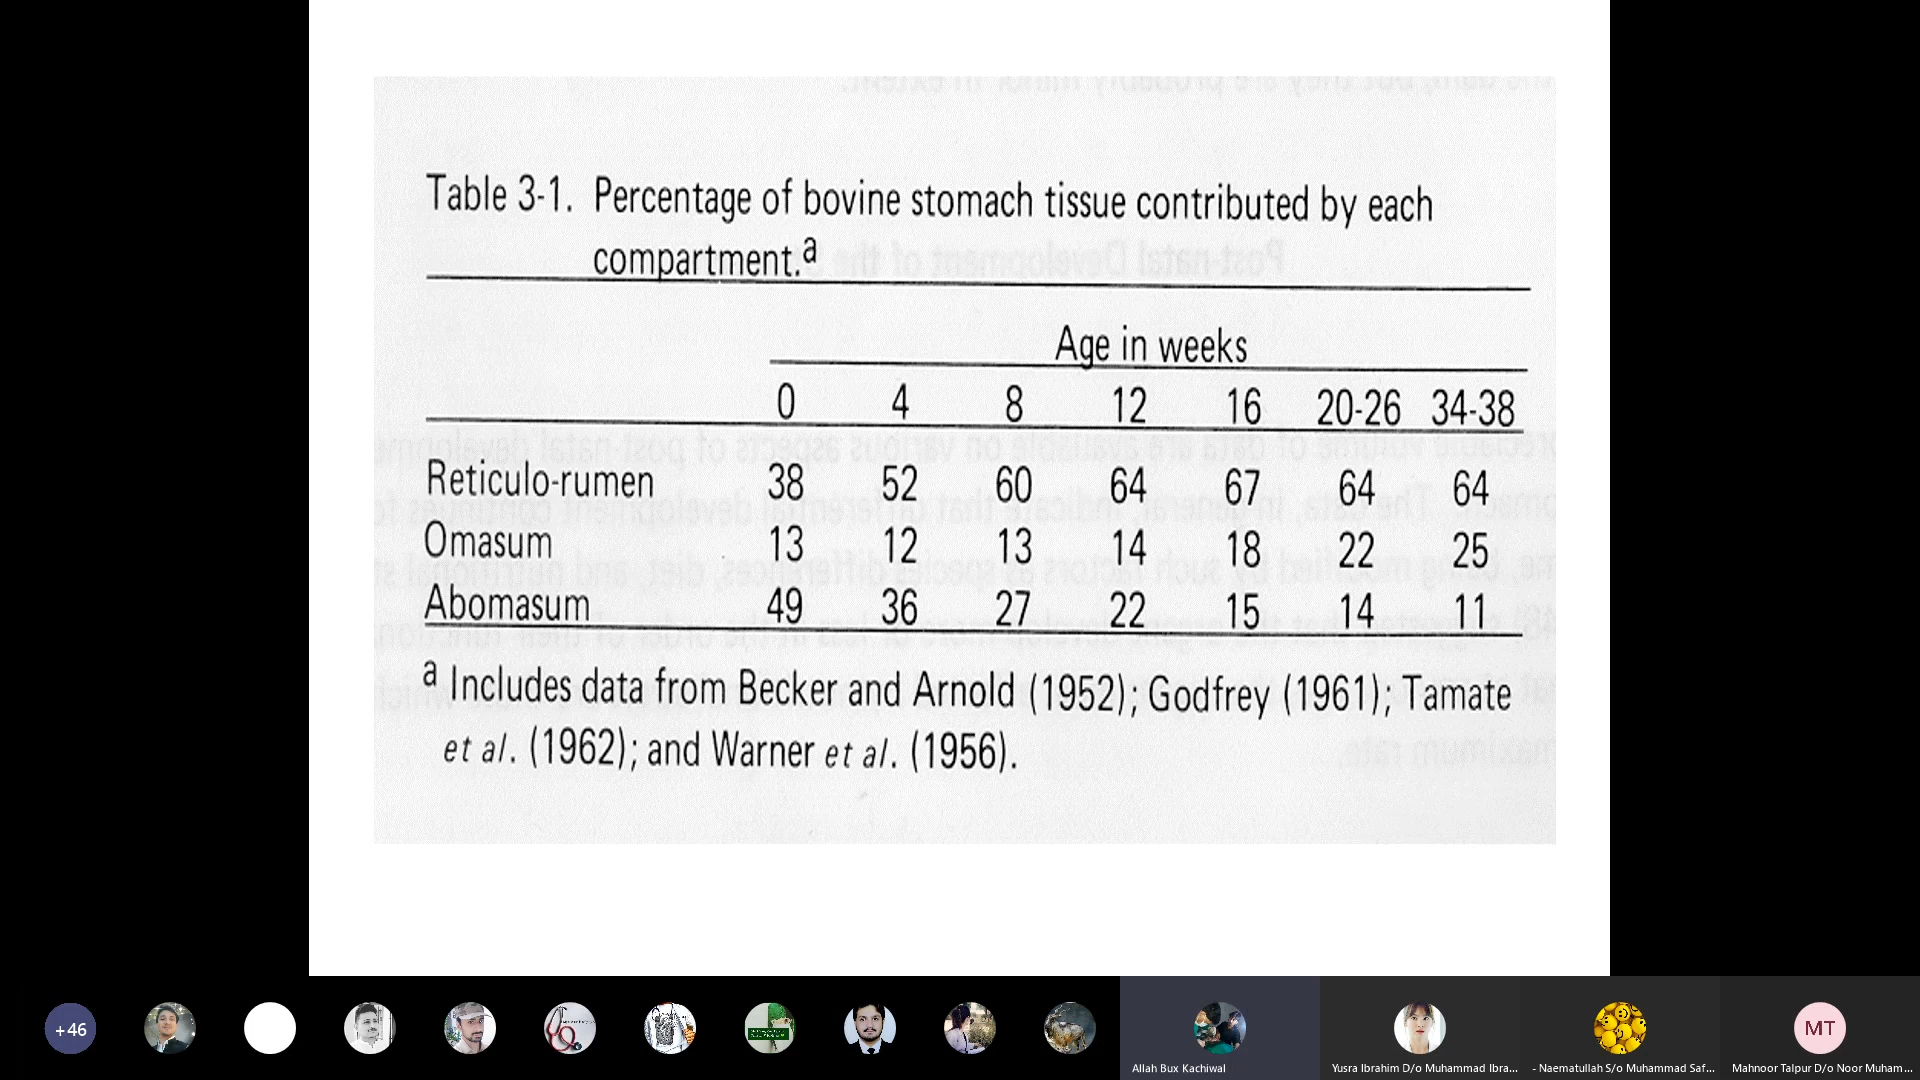 Table 3-1. Percentage of bovine stomach tissue contributed by each
compartment.a
Age in weeks
0 4 8 12 16 20-26 34-38
Reticulo-rumen 38 52 60 64 67 64 64
Omasum 13 12 13 14 18 22 25
Abomasum 49 36 27 22 15 14 11
a Includes data from Becker and Arnold (1952); Godfrey (1961); Tamate
et al. (1962); and Warner et al. (1956).
+46
Allah Bux Kachiwal
Yusra Ibrahim D/o Muhammad Ibra...
- Naematullah S/o Muhammad Saf...
MT
Mahnoor Talpur D/o Noor Muham...